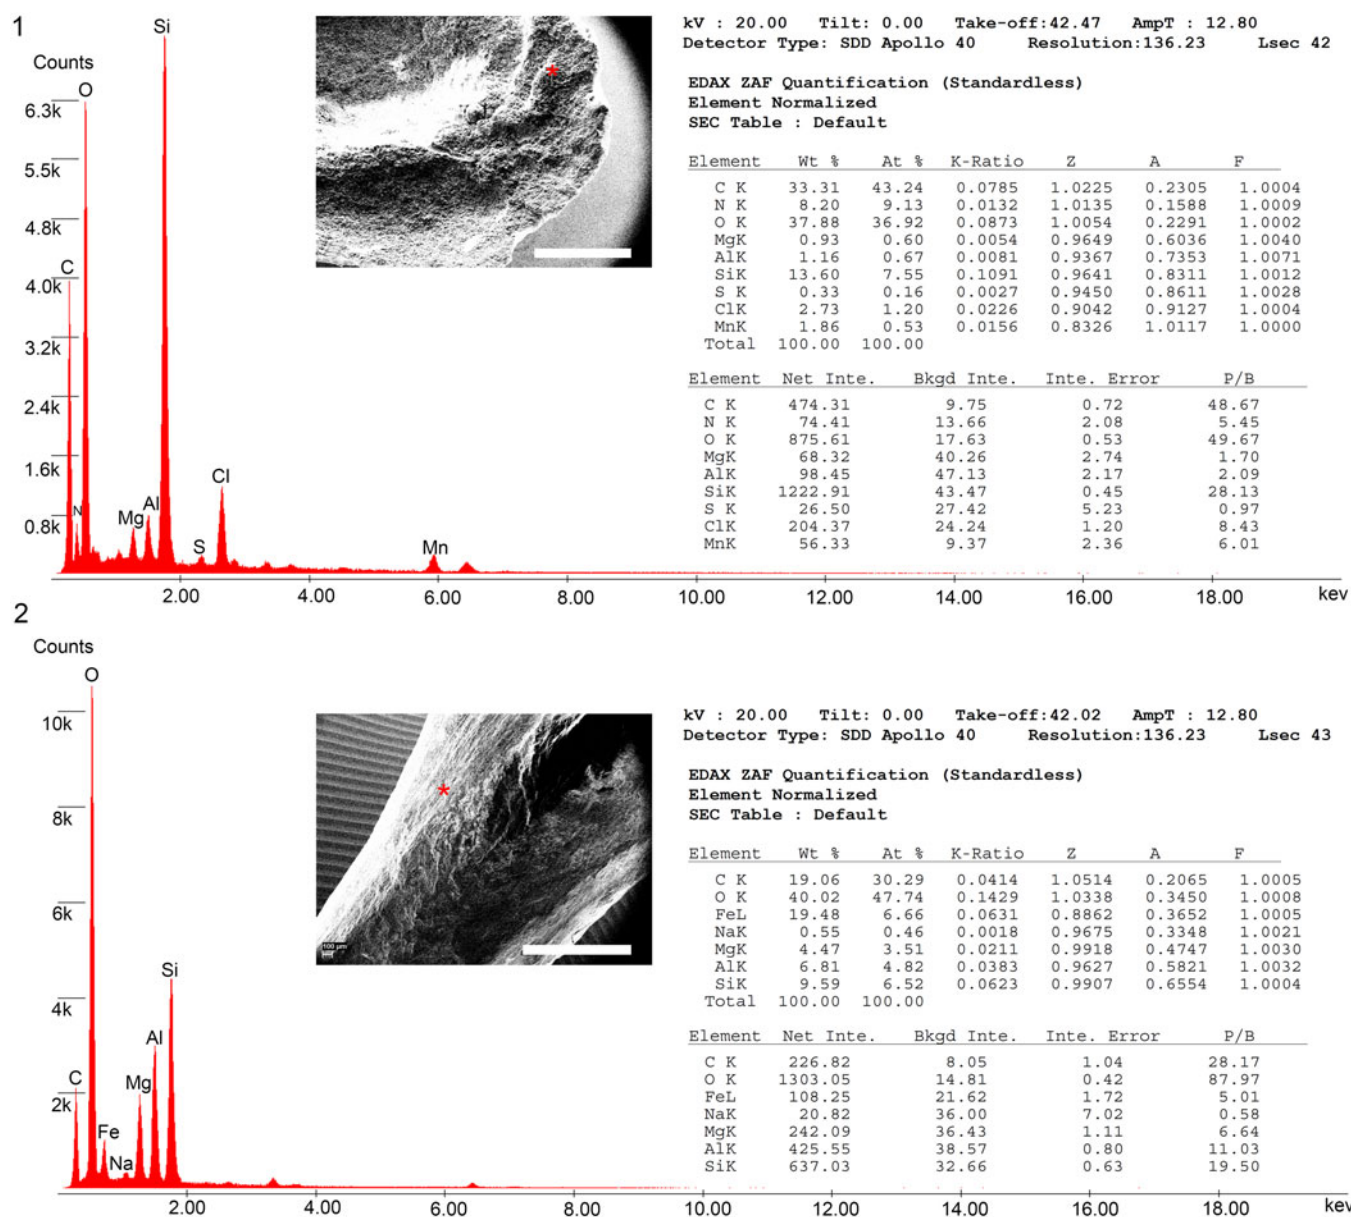 1
Counts
6.3k
5.5k
4.8k
4.0k
3.2k
2.4k
1.6k
0.8k
C
N
O
Mg
Al
Si
S
Cl
Mn
2.00 4.00 6.00 8.00 10.00 12.00 14.00 16.00 18.00 kev
*
kV : 20.00 Tilt: 0.00 Take-off:42.47 AmpT : 12.80
Detector Type: SDD Apollo 40 Resolution:136.23 Lsec 42
EDAX ZAF Quantification (Standardless)
Element Normalized
SEC Table : Default
Element Wt % At % K-Ratio Z A F
C K 33.31 43.24 0.0785 1.0225 0.2305 1.0004
N K 8.20 9.13 0.0132 1.0135 0.1588 1.0009
O K 37.88 36.92 0.0873 1.0054 0.2291 1.0002
MgK 0.93 0.60 0.0054 0.9649 0.6036 1.0040
AlK 1.16 0.67 0.0081 0.9367 0.7353 1.0071
SiK 13.60 7.55 0.1091 0.9641 0.8311 1.0012
S K 0.33 0.16 0.0027 0.9450 0.8611 1.0028
ClK 2.73 1.20 0.0226 0.9042 0.9127 1.0004
MnK 1.86 0.53 0.0156 0.8326 1.0117 1.0000
Total 100.00 100.00
Element Net Inte. Bkgd Inte. Inte. Error P/B
C K 474.31 9.75 0.72 48.67
N K 74.41 13.66 2.08 5.45
O K 875.61 17.63 0.53 49.67
MgK 68.32 40.26 2.74 1.70
AlK 98.45 47.13 2.17 2.09
SiK 1222.91 43.47 0.45 28.13
S K 26.50 27.42 5.23 0.97
ClK 204.37 24.24 1.20 8.43
MnK 56.33 9.37 2.36 6.01
2
Counts
10k
8k
6k
4k
2k
C
O
Fe
Na
Mg
Al
Si
2.00 4.00 6.00 8.00 10.00 12.00 14.00 16.00 18.00 kev
*
100 µm
kV : 20.00 Tilt: 0.00 Take-off:42.02 AmpT : 12.80
Detector Type: SDD Apollo 40 Resolution:136.23 Lsec 43
EDAX ZAF Quantification (Standardless)
Element Normalized
SEC Table : Default
Element Wt % At % K-Ratio Z A F
C K 19.06 30.29 0.0414 1.0514 0.2065 1.0005
O K 40.02 47.74 0.1429 1.0338 0.3450 1.0008
FeL 19.48 6.66 0.0631 0.8862 0.3652 1.0005
NaK 0.55 0.46 0.0018 0.9675 0.3348 1.0021
MgK 4.47 3.51 0.0211 0.9918 0.4747 1.0030
AlK 6.81 4.82 0.0383 0.9627 0.5821 1.0032
SiK 9.59 6.52 0.0623 0.9907 0.6554 1.0004
Total 100.00 100.00
Element Net Inte. Bkgd Inte. Inte. Error P/B
C K 226.82 8.05 1.04 28.17
O K 1303.05 14.81 0.42 87.97
FeL 108.25 21.62 1.72 5.01
NaK 20.82 36.00 7.02 0.58
MgK 242.09 36.43 1.11 6.64
AlK 425.55 38.57 0.80 11.03
SiK 637.03 32.66 0.63 19.50